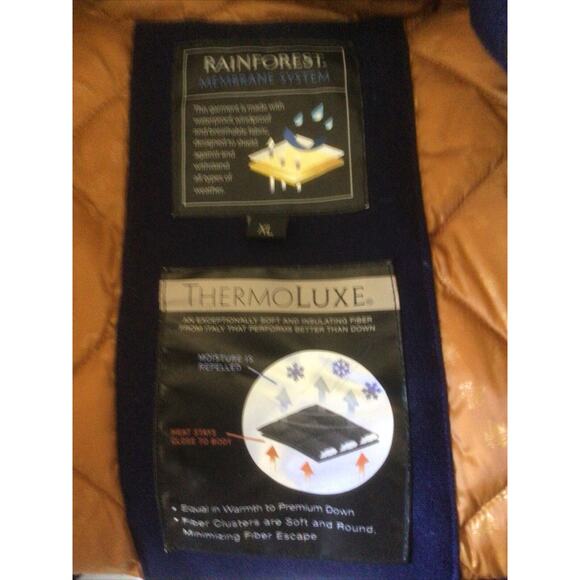 RAINFOREST®
MEMBRANE SYSTEM
This garment is made with
waterproof, windproof
and breathable fabric,
designed to shield
against and
withstand
all types of
weather.
XL
THERMOLUXE®
AN EXCEPTIONALLY SOFT AND INSULATING FIBER
FROM ITALY THAT PERFORMS BETTER THAN DOWN
MOISTURE IS
REPELLED
HEAT STAYS
CLOSE TO BODY
• Equal in Warmth to Premium Down
• Fiber Clusters are Soft and Round,
Minimizing Fiber Escape